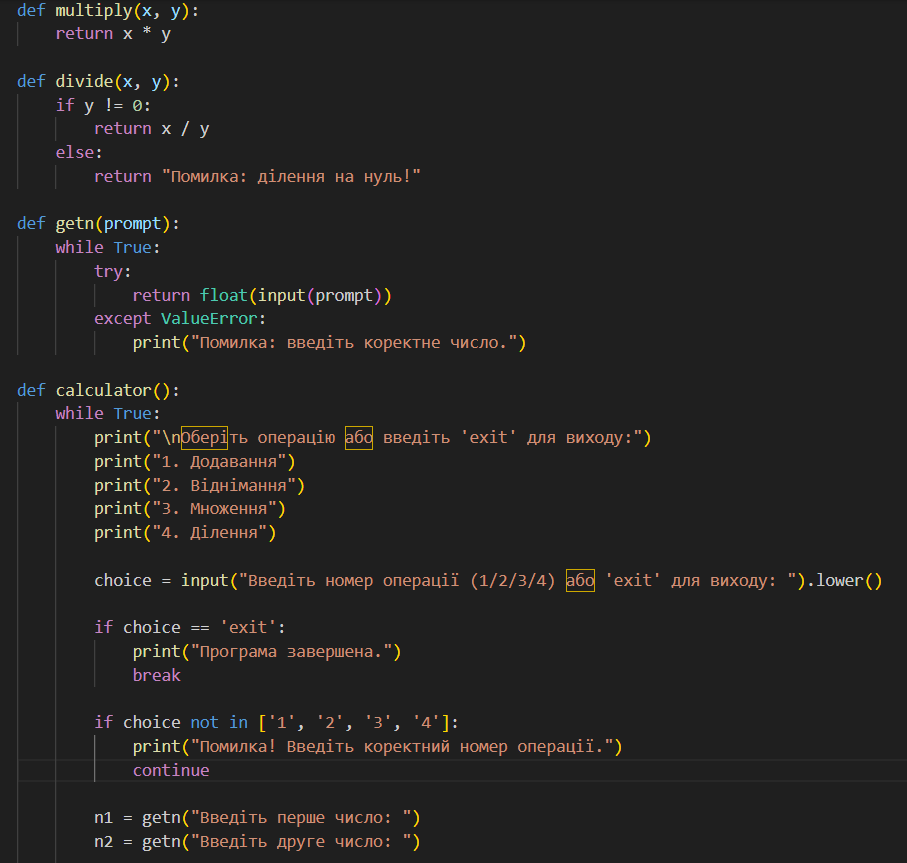 def multiply(x, y):
    return x * y
def divide(x, y):
    if y != 0:
        return x / y
    else:
        return "Помилка: ділення на нуль!"
def getn(prompt):
    while True:
        try:
            return float(input(prompt))
        except ValueError:
            print("Помилка: введіть коректне число.")
def calculator():
    while True:
        print("\nОберіть операцію або введіть 'exit' для виходу:")
        print("1. Додавання")
        print("2. Віднімання")
        print("3. Множення")
        print("4. Ділення")
        choice = input("Введіть номер операції (1/2/3/4) або 'exit' для виходу: ").lower()
        if choice == 'exit':
            print("Програма завершена.")
            break
        if choice not in ['1', '2', '3', '4']:
            print("Помилка! Введіть коректний номер операції.")
            continue
        n1 = getn("Введіть перше число: ")
        n2 = getn("Введіть друге число: ")